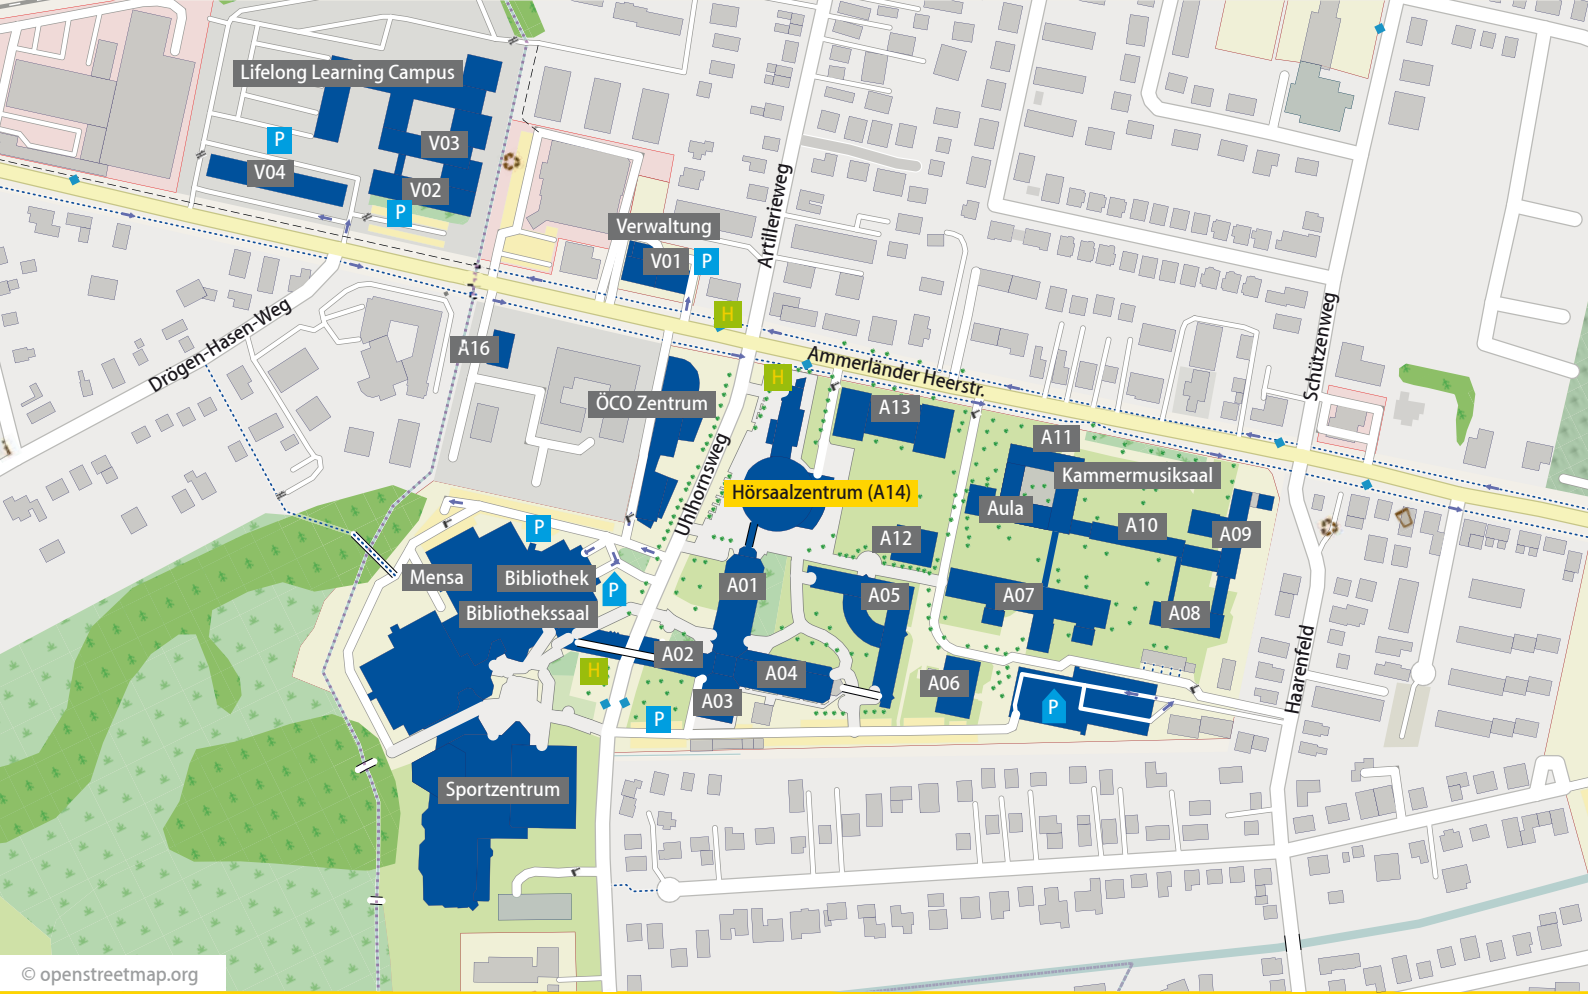 Lifelong Learning Campus
P
V03
V04
V02
P
Verwaltung
V01
P
Artillerieweg
H
Drögen-Hasen-Weg
A16
Ammerländer Heerstr.
Schützenweg
H
ÖCO Zentrum
A13
A11
Kammermusiksaal
Uhlhornsweg
Hörsaalzentrum (A14)
Aula
A10
A09
P
A12
Mensa
Bibliothek
P
A01
A05
A07
Bibliothekssaal
A08
A02
H
A04
A06
Haarenfeld
A03
P
P
Sportzentrum
© openstreetmap.org